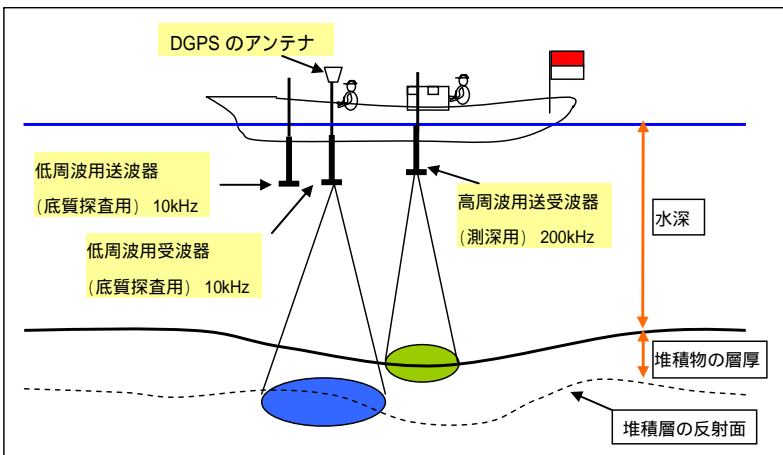 DGPS のアンテナ
低周波用送波器
(底質探査用) 10kHz
低周波用受波器
(底質探査用) 10kHz
高周波用送受波器
(測深用) 200kHz
水深
堆積物の層厚
堆積層の反射面